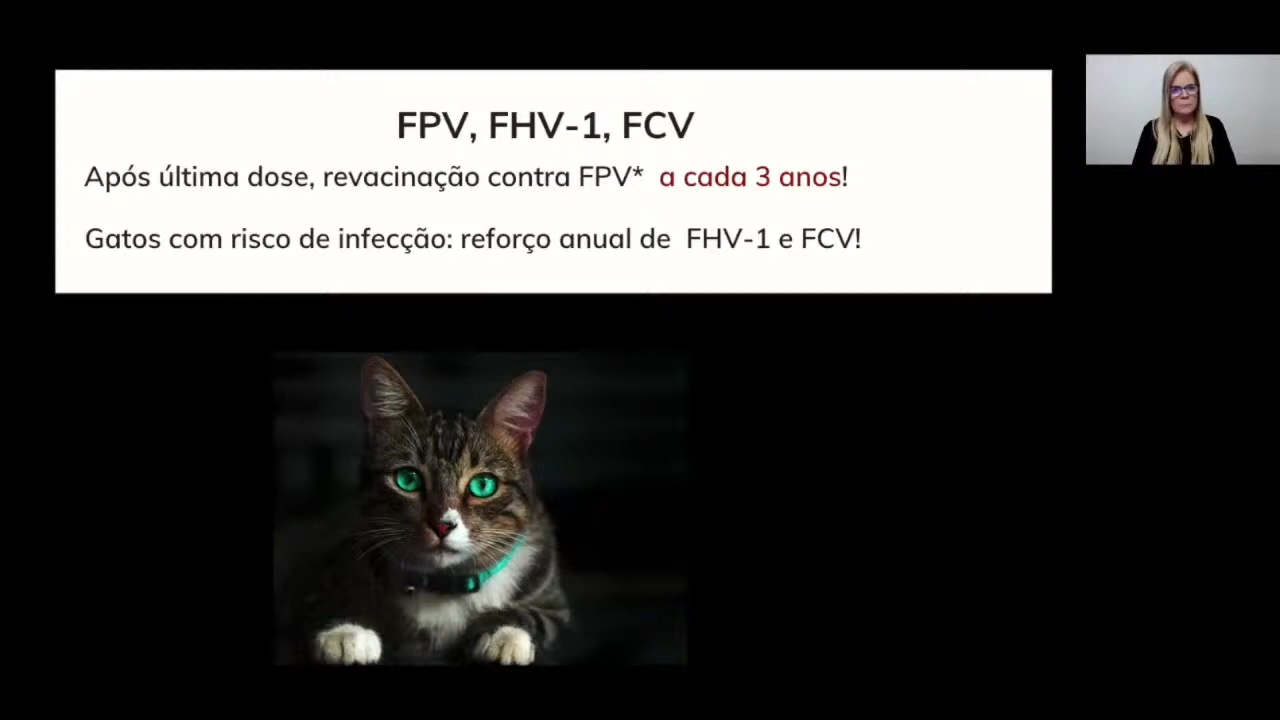 FPV, FHV-1, FCV
Após última dose, revacinação contra FPV* a cada 3 anos!
Gatos com risco de infecção: reforço anual de FHV-1 e FCV!